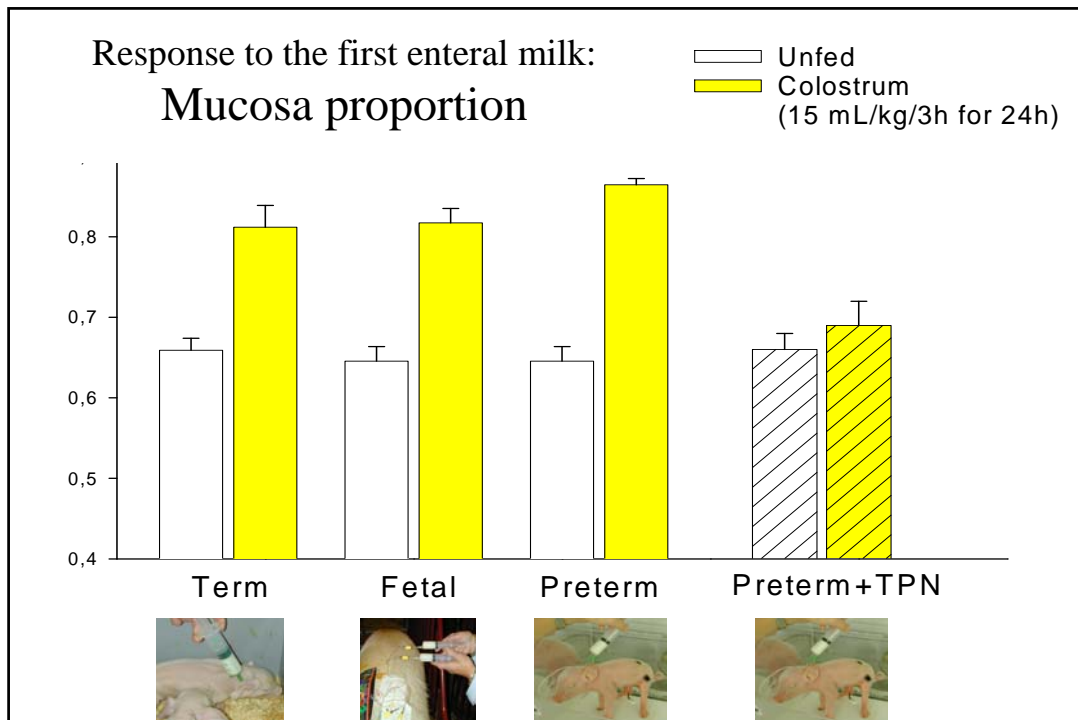 Response to the first enteral milk:
Mucosa proportion
Unfed
Colostrum
(15 mL/kg/3h for 24h)
0,8
0,7
0,6
0,5
0,4
Term
Fetal
Preterm
Preterm+TPN